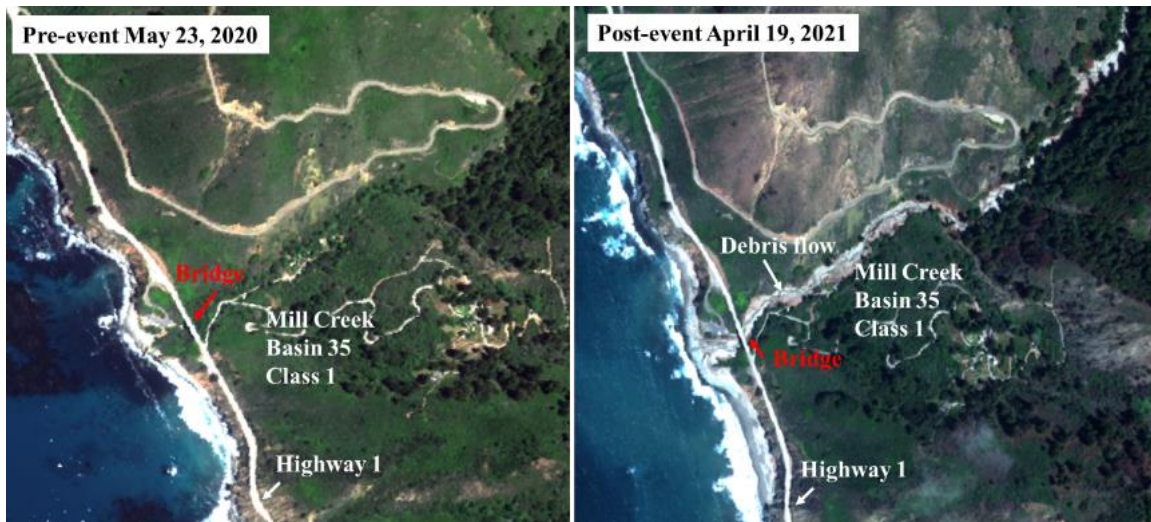 Pre-event May 23, 2020
Bridge
Mill Creek
Basin 35
Class 1
Highway 1
Post-event April 19, 2021
Debris flow
Mill Creek
Basin 35
Class 1
Bridge
Highway 1